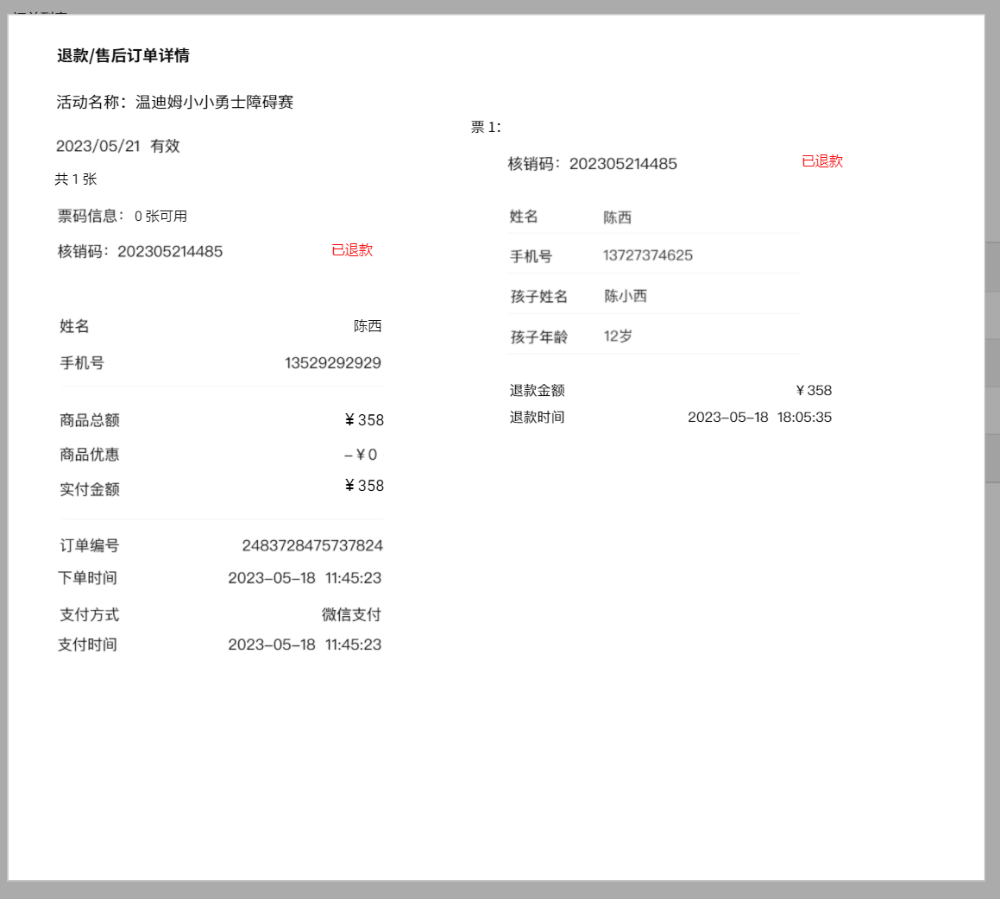 退款/售后订单详情
活动名称：温迪姆小小勇士障碍赛
2023/05/21 有效
共 1 张
票码信息： 0 张可用
核销码：202305214485 已退款
姓名 陈西
手机号 13529292929
商品总额 ¥ 358
商品优惠 –¥0
实付金额 ¥ 358
订单编号 2483728475737824
下单时间 2023–05–18 11:45:23
支付方式 微信支付
支付时间 2023–05–18 11:45:23
票 1：
核销码：202305214485 已退款
姓名 陈西
手机号 13727374625
孩子姓名 陈小西
孩子年龄 12岁
退款金额 ¥358
退款时间 2023–05–18 18:05:35